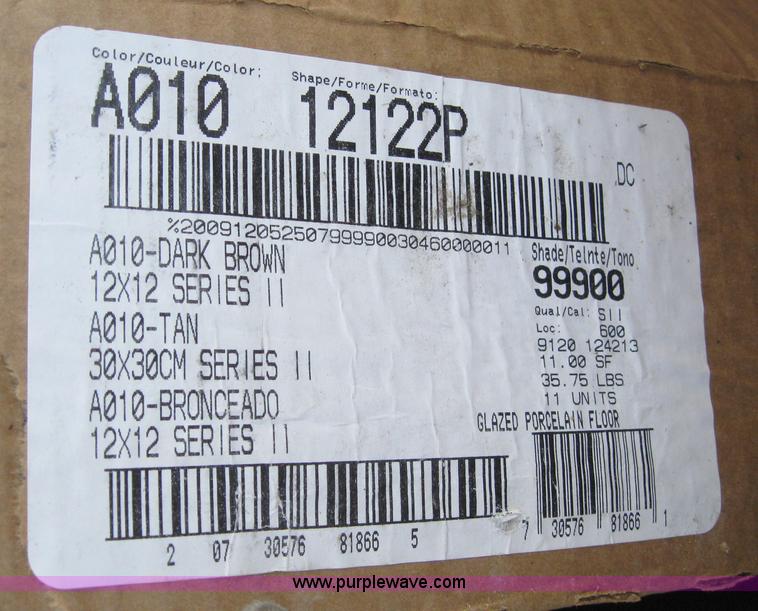 Color/Couleur/Color: Shape/Forme/Formato:
A010 12122P
DC
%2009120525079999003046000001​1
A010-DARK BROWN
12X12 SERIES II
A010-TAN
30X30CM SERIES II
A010-BRONCEADO
12X12 SERIES II
Shade/Teinte/Tono
99900
Qual/Cal: SII
Loc: 600
9120 124213
11.00 SF
35.75 LBS
11 UNITS
GLAZED PORCELAIN FLOOR
2 07 30576 81866 5
7 30576 81866 1
www.purplewave.com